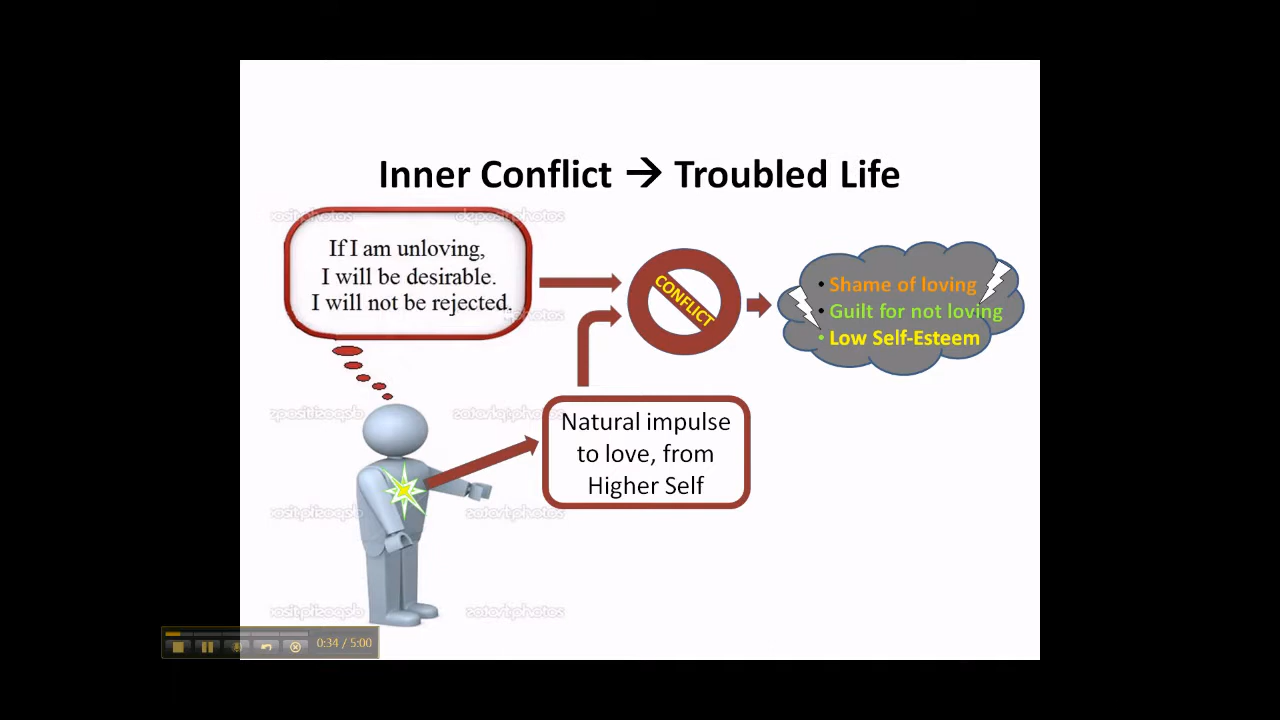 Inner Conflict → Troubled Life
depositphotos
If I am unloving,
I will be desirable.
I will not be rejected.
CONFLICT
• Shame of loving
• Guilt for not loving
• Low Self-Esteem
Natural impulse
to love, from
Higher Self
0:34 / 5:00